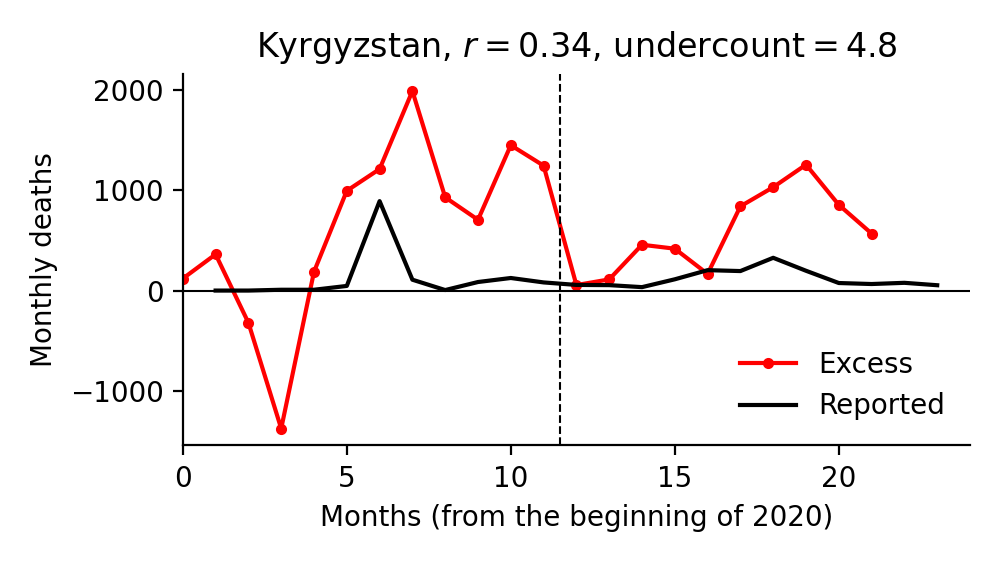 Kyrgyzstan, r = 0.34, undercount = 4.8
Monthly deaths
2000
1000
0
−1000
Excess
Reported
0 5 10 15 20
Months (from the beginning of 2020)